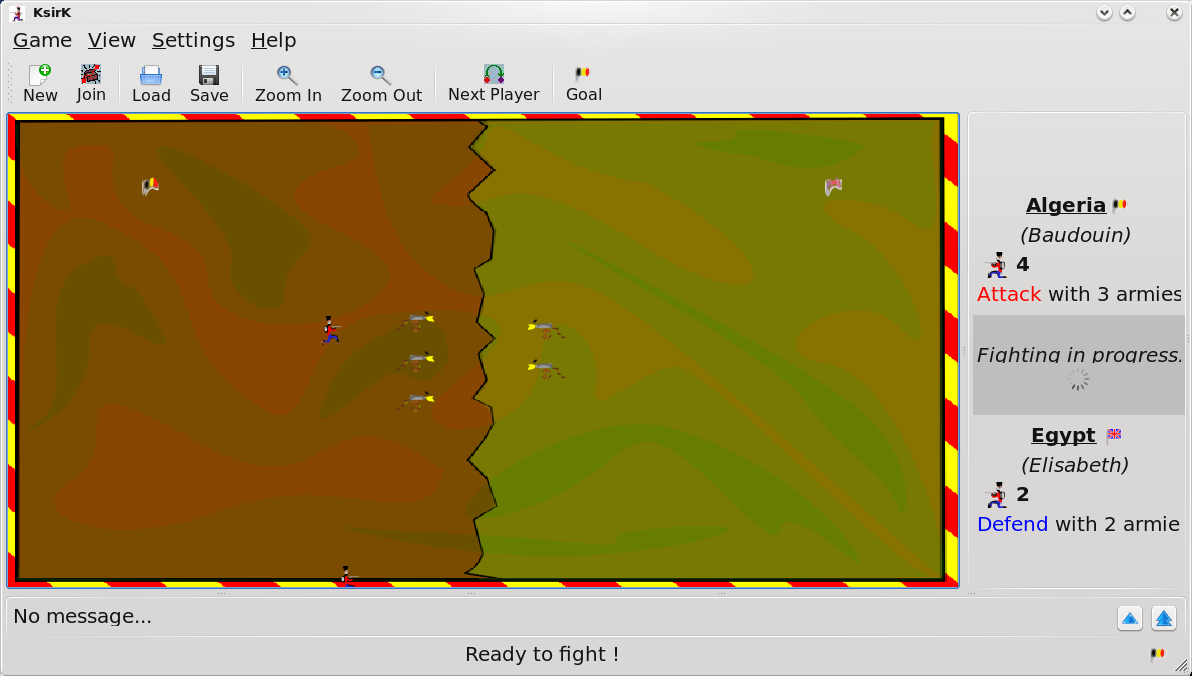 KsirK
Game View Settings Help
New Join Load Save Zoom In Zoom Out Next Player Goal
Algeria
(Baudouin)
4
Attack with 3 armies
Fighting in progress.
Egypt
(Elisabeth)
2
Defend with 2 armie
No message...
Ready to fight !